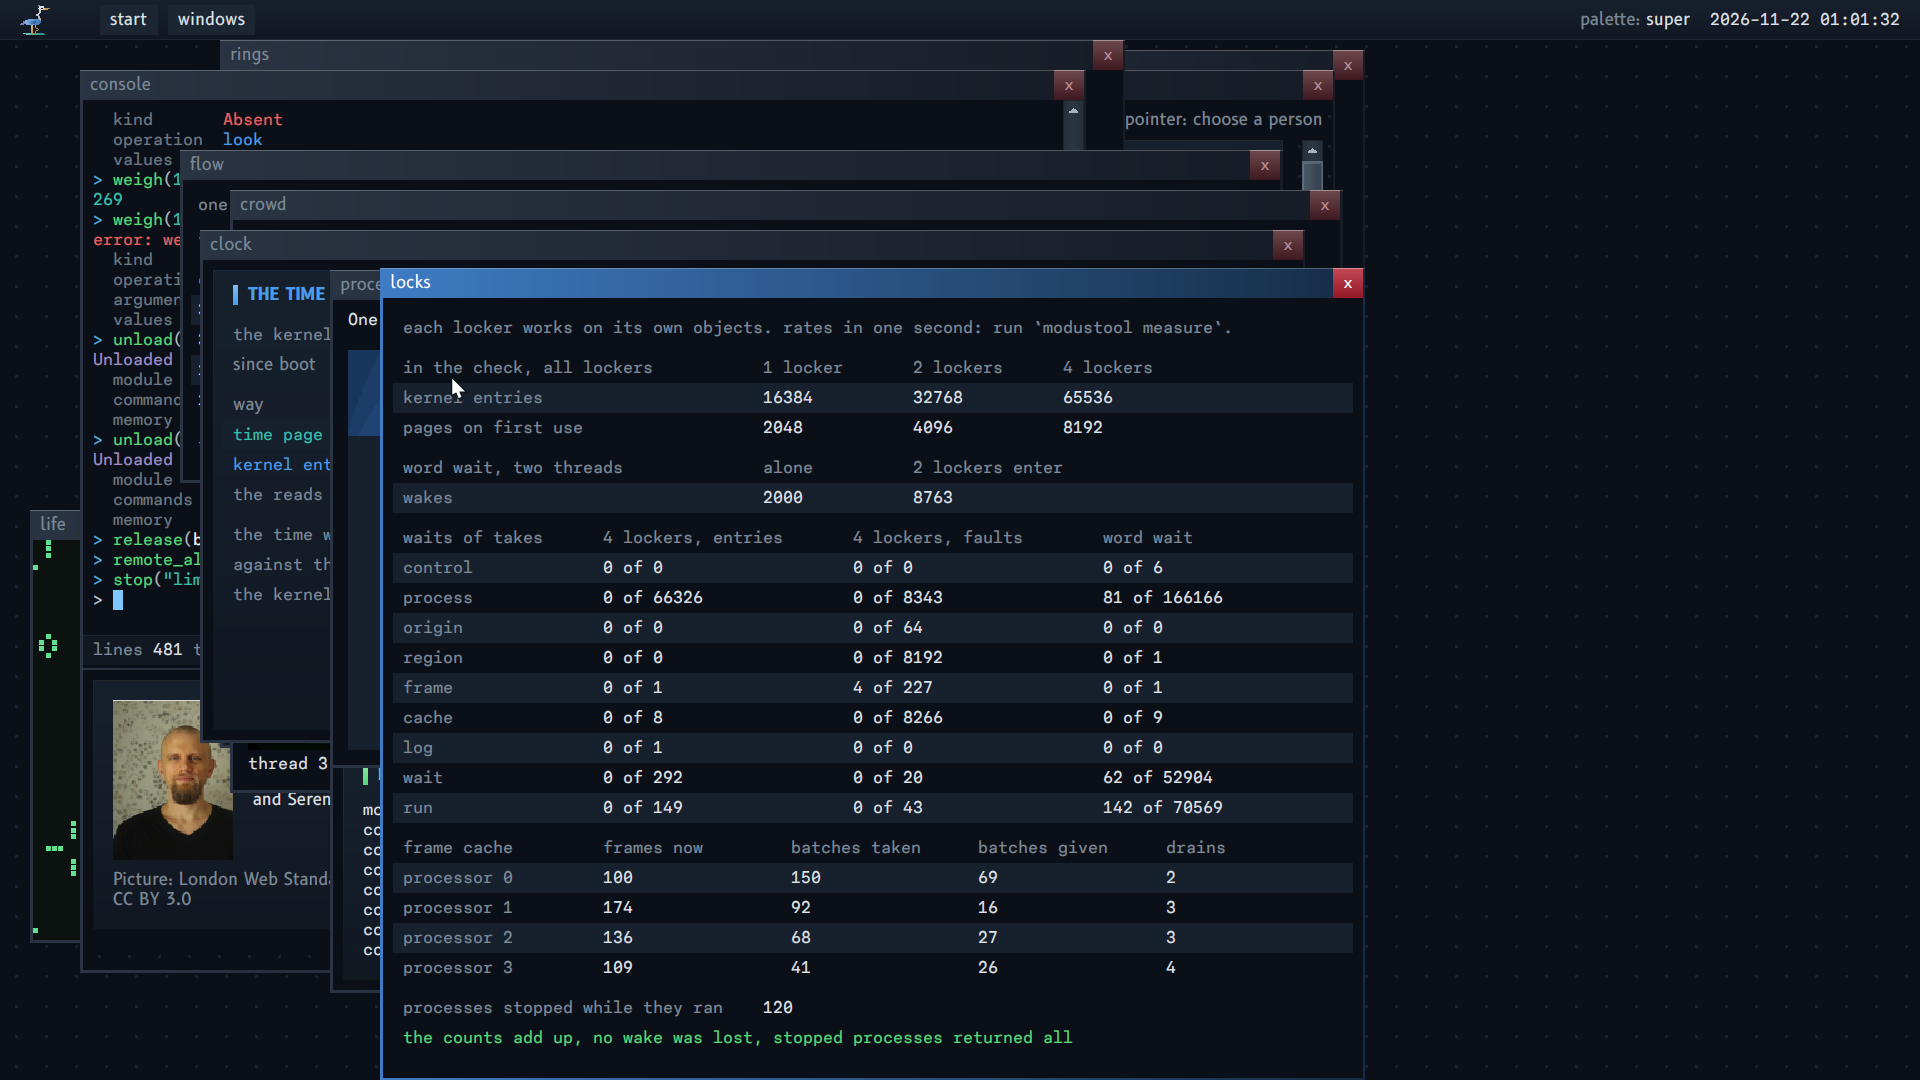 start windows palette: super 2026-11-22 01:01:32
rings x
x
console x
x
kind Absent
operation look
values
pointer: choose a person
> weigh(1
269
> weigh(1
error: we
kind
operati
argumen
values
> unload(
Unloaded
module
command
memory
> unload(
Unloaded
module
commands
memory
> release(b
> remote_al
> stop("lim
>
lines 481 t
flow x
one
crowd x
clock x
THE TIME
the kernel
since boot
way
time page
kernel ent
the reads
the time w
against th
the kernel
proce
One
life
thread 3
and Seren
Picture: London Web Standa
CC BY 3.0
mo
co
co
co
co
co
co
co
locks x
each locker works on its own objects. rates in one second: run `modustool measure`.
in the check, all lockers 1 locker 2 lockers 4 lockers
kernel entries 16384 32768 65536
pages on first use 2048 4096 8192
word wait, two threads alone 2 lockers enter
wakes 2000 8763
waits of takes 4 lockers, entries 4 lockers, faults word wait
control 0 of 0 0 of 0 0 of 6
process 0 of 66326 0 of 8343 81 of 166166
origin 0 of 0 0 of 64 0 of 0
region 0 of 0 0 of 8192 0 of 1
frame 0 of 1 4 of 227 0 of 1
cache 0 of 8 0 of 8266 0 of 9
log 0 of 1 0 of 0 0 of 0
wait 0 of 292 0 of 20 62 of 52904
run 0 of 149 0 of 43 142 of 70569
frame cache frames now batches taken batches given drains
processor 0 100 150 69 2
processor 1 174 92 16 3
processor 2 136 68 27 3
processor 3 109 41 26 4
processes stopped while they ran 120
the counts add up, no wake was lost, stopped processes returned all